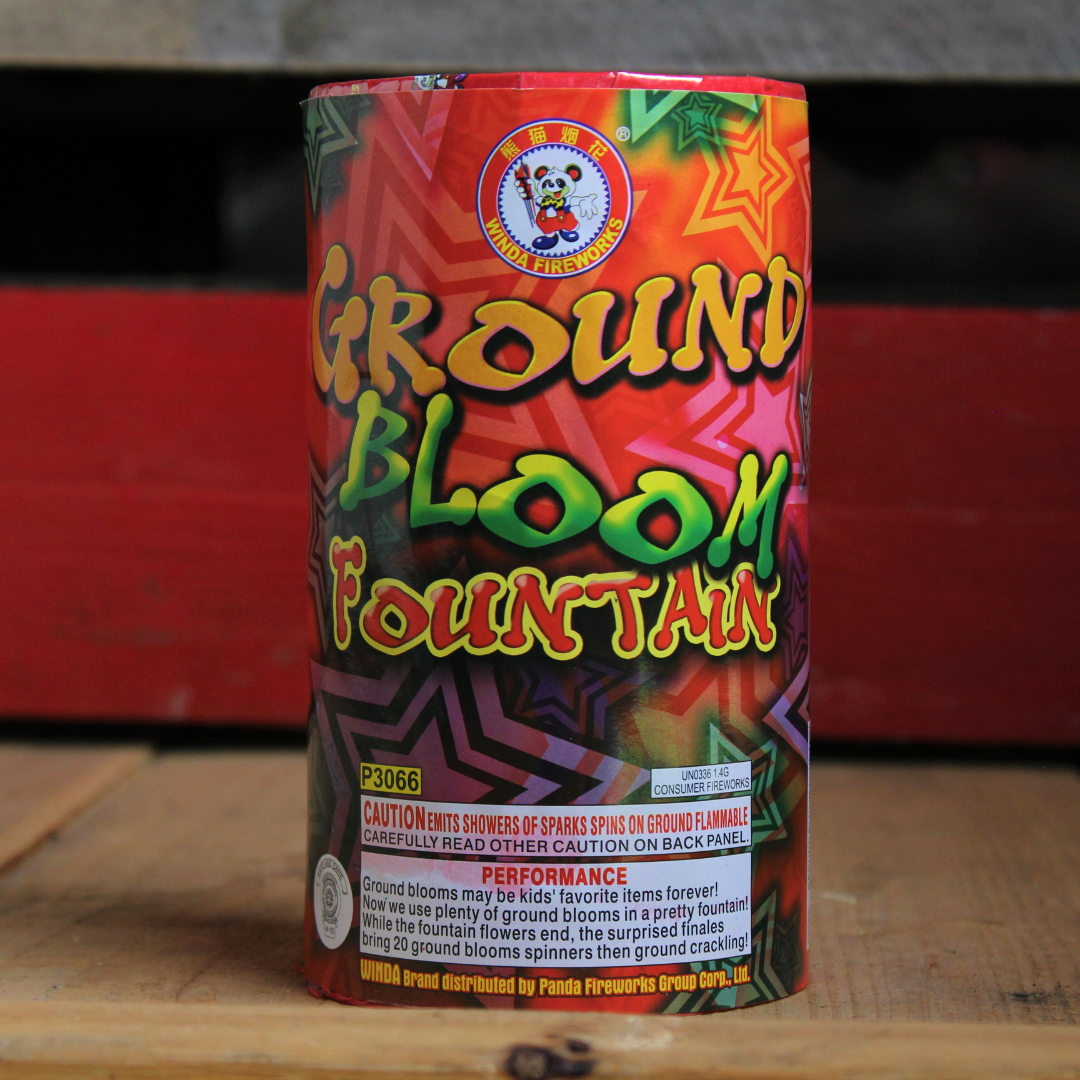 熊猫烟花
®
WINDA FIREWORKS
GROUND
BLOOM
FOUNTAIN
P3066
UN0336 1.4G
CONSUMER FIREWORKS
CAUTION EMITS SHOWERS OF SPARKS SPINS ON GROUND FLAMMABLE
CAREFULLY READ OTHER CAUTION ON BACK PANEL.
PERFORMANCE
Ground blooms may be kids' favorite items forever!
Now we use plenty of ground blooms in a pretty fountain!
While the fountain flowers end, the surprised finales
bring 20 ground blooms spinners then ground crackling!
WINDA Brand distributed by Panda Fireworks Group Corp., Ltd.